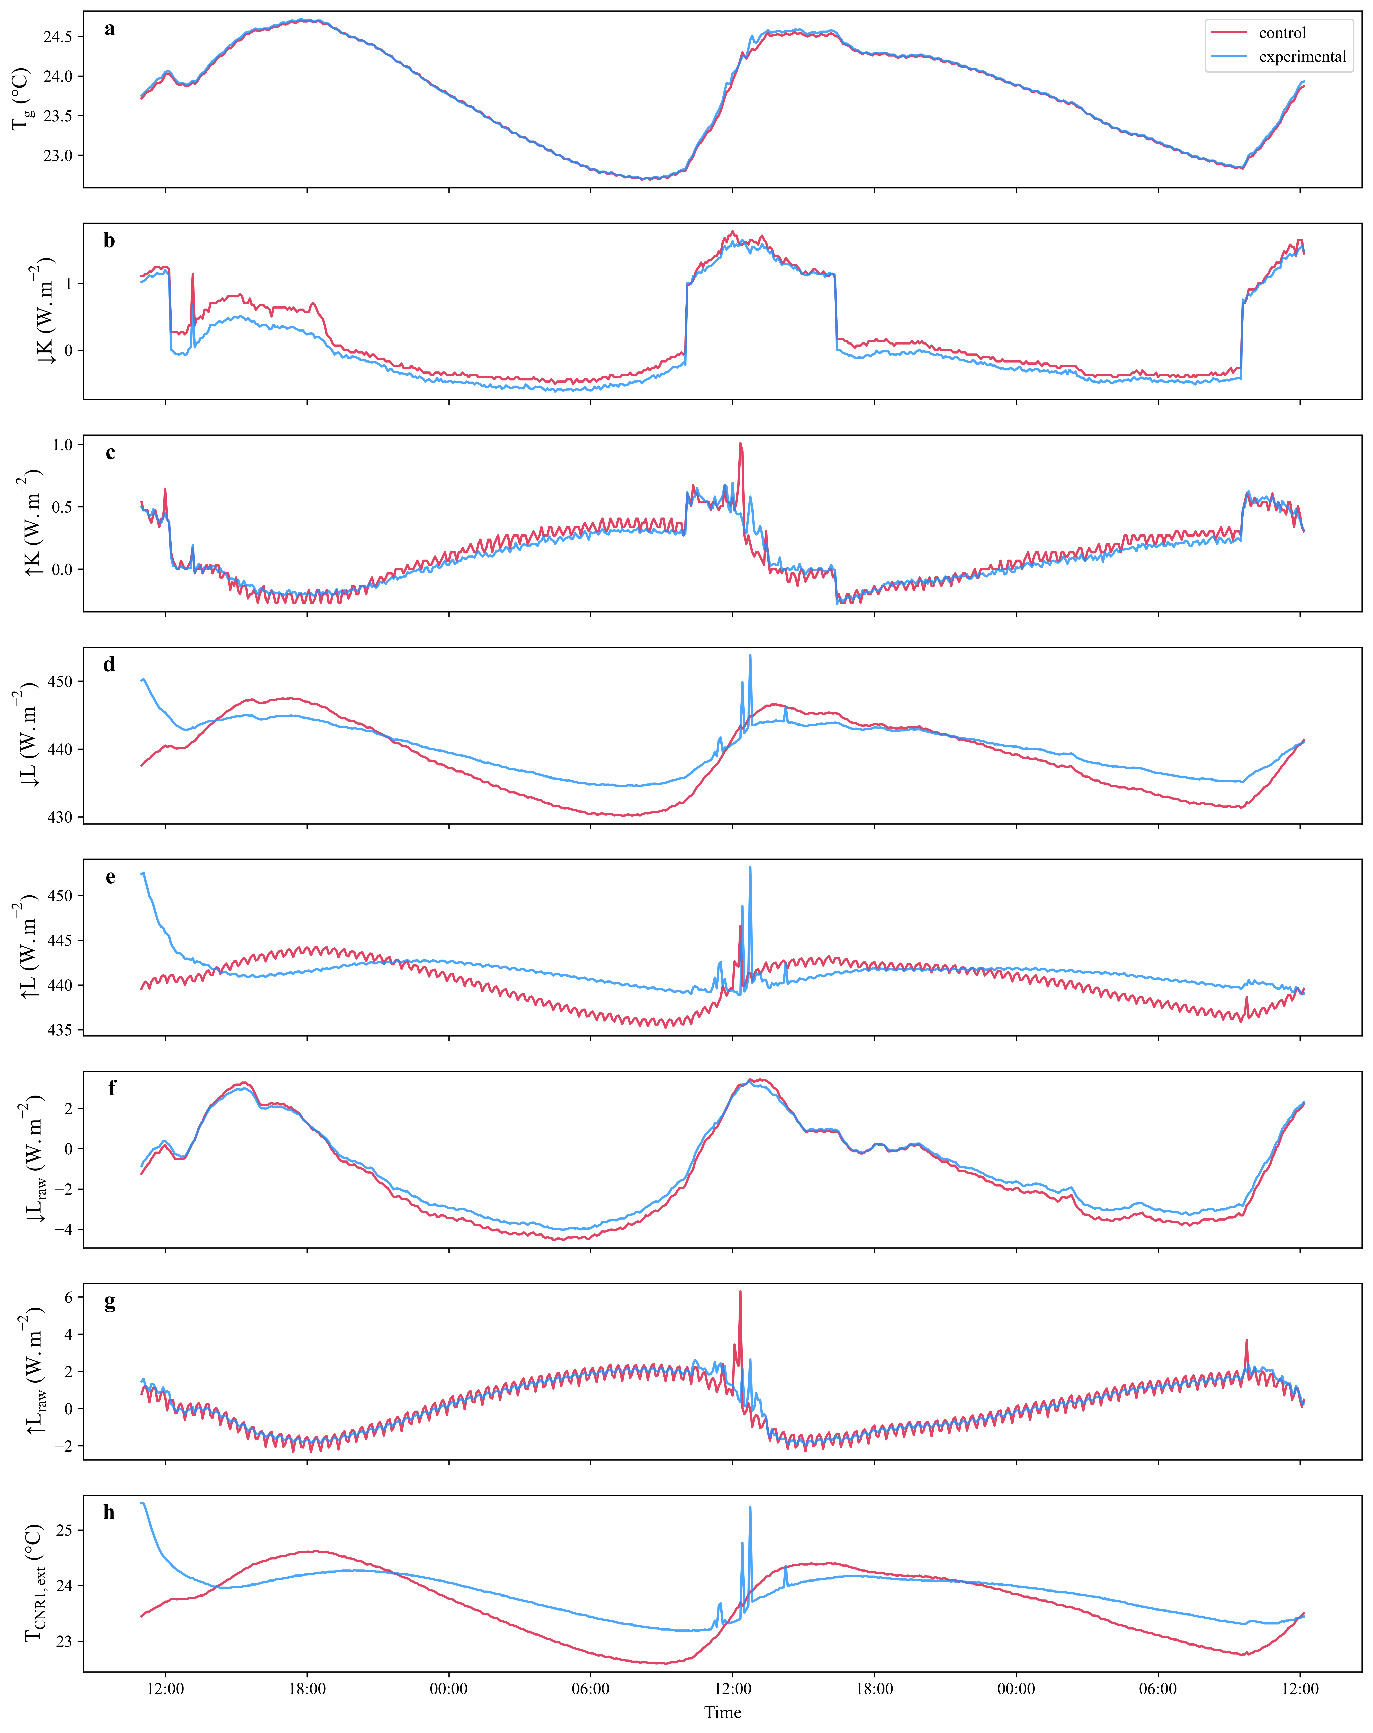 a
control
experimental
24.5
24.0
23.5
23.0
T_g (°C)
b
1
0
↓K (W.m⁻²)
c
1.0
0.5
0.0
↑K (W.m⁻²)
d
450
440
430
↓L (W.m⁻²)
e
450
445
440
435
↑L (W.m⁻²)
f
2
0
−2
−4
↓L_raw (W.m⁻²)
g
6
4
2
0
−2
↑L_raw (W.m⁻²)
h
25
24
23
T_CNR1,ext (°C)
12:00 18:00 00:00 06:00 12:00 18:00 00:00 06:00 12:00
Time